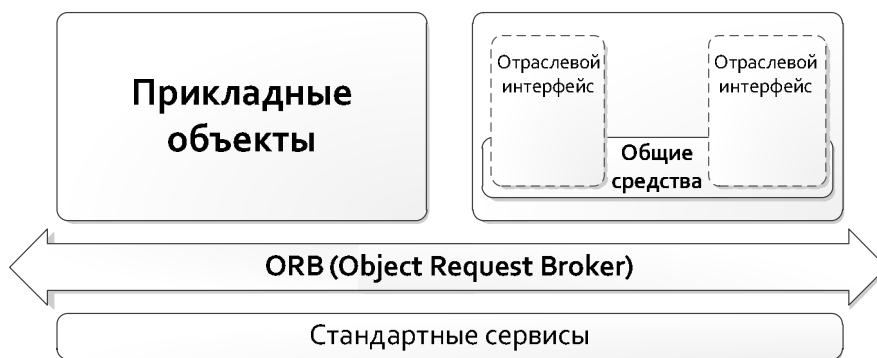 Прикладные
объекты
Отраслевой
интерфейс
Отраслевой
интерфейс
Общие
средства
ORB (Object Request Broker)
Стандартные сервисы